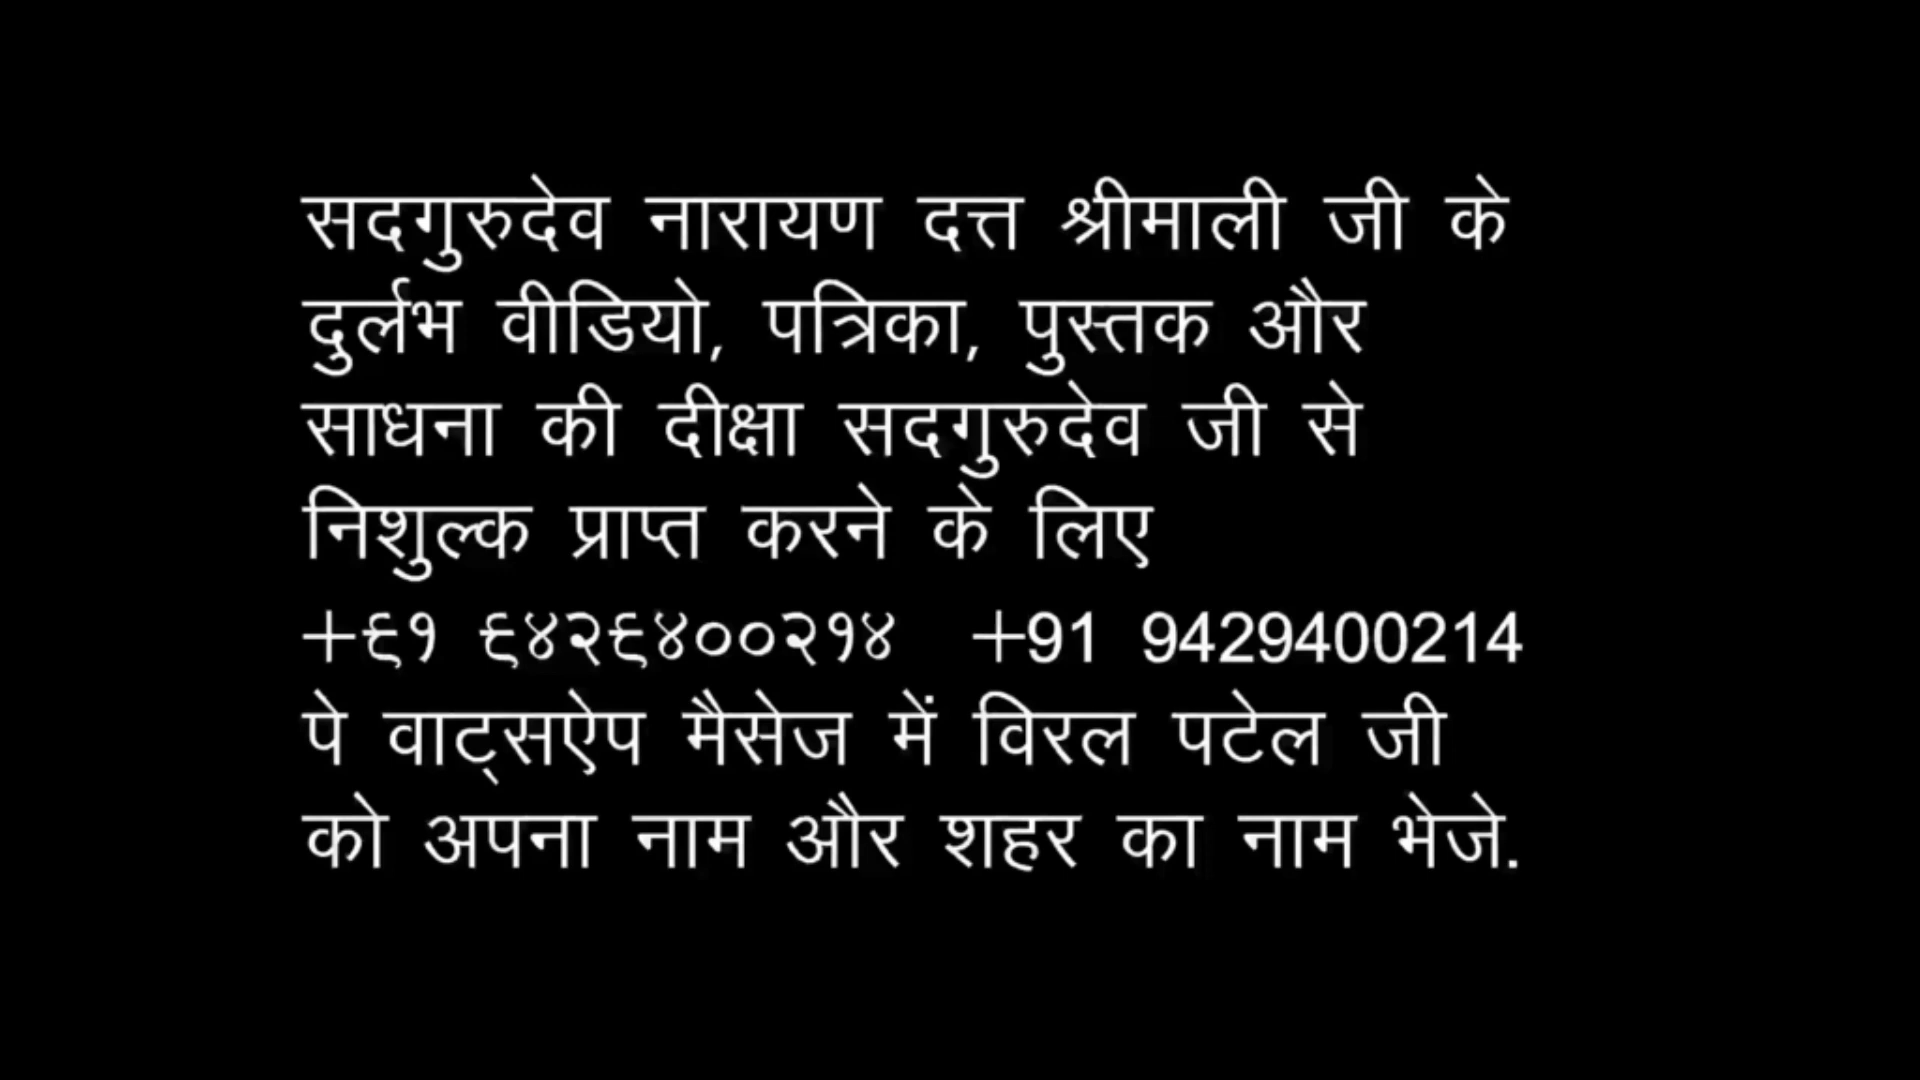 सदगुरुदेव नारायण दत्त श्रीमाली जी के
दुर्लभ वीडियो, पत्रिका, पुस्तक और
साधना की दीक्षा सदगुरुदेव जी से
निशुल्क प्राप्त करने के लिए
+९१ ९४२९४००२१४ +91 9429400214
पे वाट्सऐप मैसेज में विरल पटेल जी
को अपना नाम और शहर का नाम भेजे.